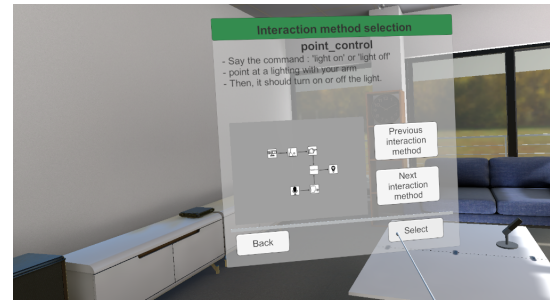 Interaction method selection
point_control
- Say the command : 'light on' or 'light off'
- point at a lighting with your arm
- Then, it should turn on or off the light.
Previous
interaction
method
Next
interaction
method
Back
Select